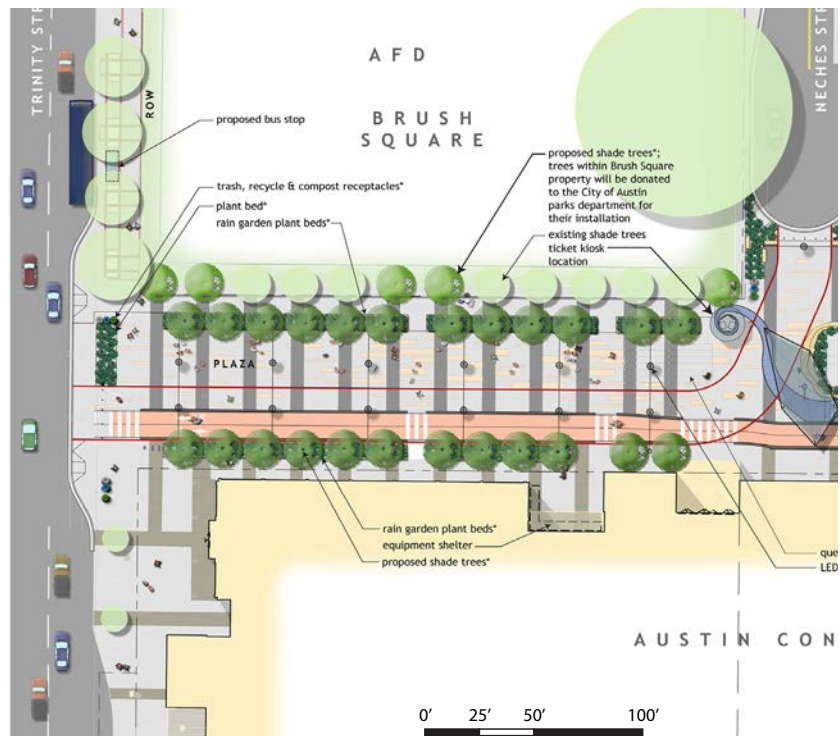 TRINITY STR
ROW
AFD
BRUSH
SQUARE
NECHES STR
proposed bus stop
trash, recycle & compost receptacles*
plant bed*
rain garden plant beds*
proposed shade trees*;
trees within Brush Square
property will be donated
to the City of Austin
parks department for
their installation
existing shade trees
ticket kiosk
location
PLAZA
rain garden plant beds*
equipment shelter
proposed shade trees*
que
LED
AUSTIN CON
0' 25' 50' 100'